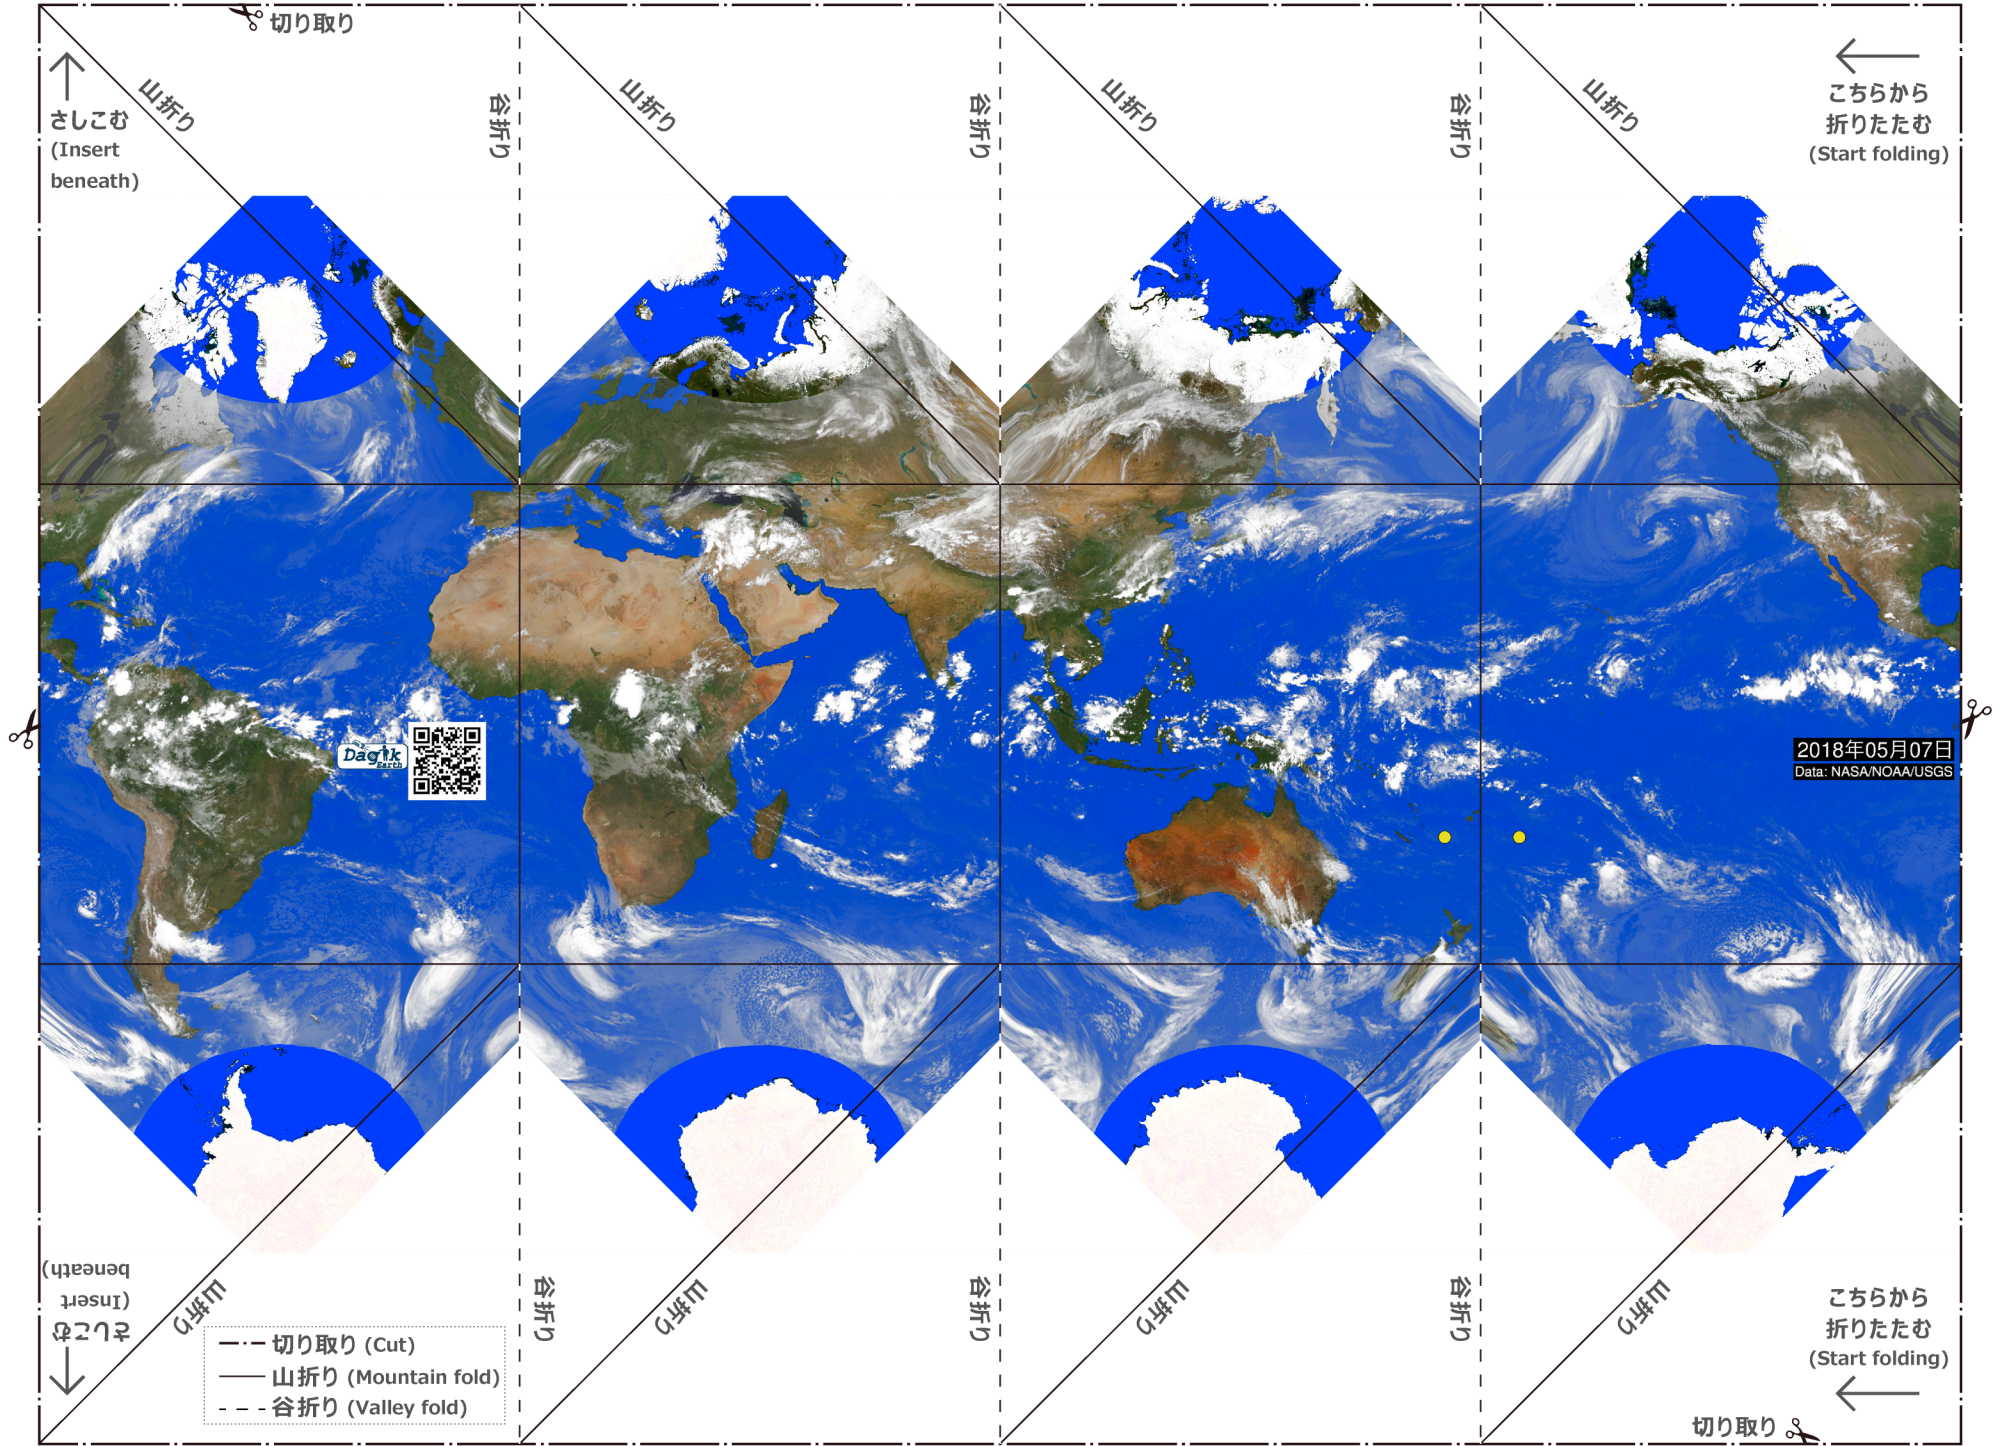 切り取り
さしこむ
(Insert
beneath)
山折り
谷折り
山折り
谷折り
山折り
谷折り
山折り
こちらから
折りたたむ
(Start folding)
Dagik
Earth
2018年05月07日
Data: NASA/NOAA/USGS
さしこむ
(Insert
beneath)
山折り
谷折り
山折り
谷折り
山折り
谷折り
山折り
こちらから
折りたたむ
(Start folding)
切り取り (Cut)
山折り (Mountain fold)
谷折り (Valley fold)
切り取り